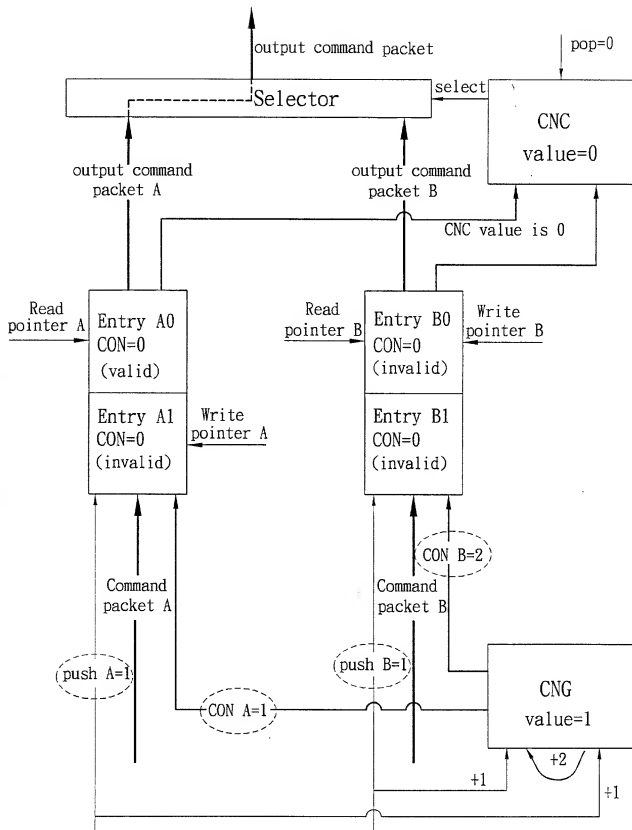 output command packet
pop=0
Selector
select
CNC
value=0
output command
packet A
output command
packet B
CNC value is 0
Read
pointer A
Entry A0
CON=0
(valid)
Read
pointer B
Entry B0
CON=0
(invalid)
Write
pointer B
Entry A1
CON=0
(invalid)
Write
pointer A
Entry B1
CON=0
(invalid)
CON B=2
Command
packet A
Command
packet B
push A=1
push B=1
CON A=1
CNG
value=1
+1
+2
+1